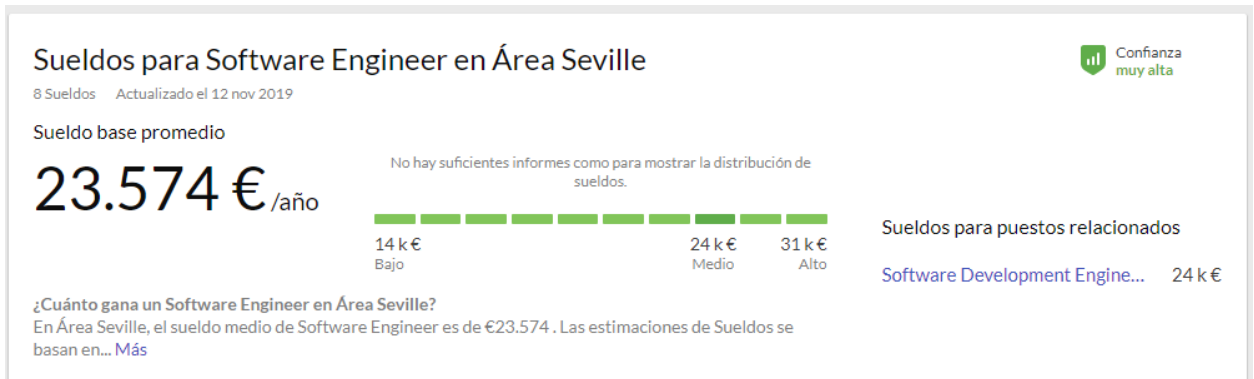 Sueldos para Software Engineer en Área Seville
Confianza
muy alta
8 Sueldos Actualizado el 12 nov 2019
Sueldo base promedio
23.574 € /año
No hay suficientes informes como para mostrar la distribución de
sueldos.
14 k € 24 k € 31 k €
Bajo Medio Alto
Sueldos para puestos relacionados
Software Development Engine... 24 k €
¿Cuánto gana un Software Engineer en Área Seville?
En Área Seville, el sueldo medio de Software Engineer es de €23.574 . Las estimaciones de Sueldos se
basan en... Más